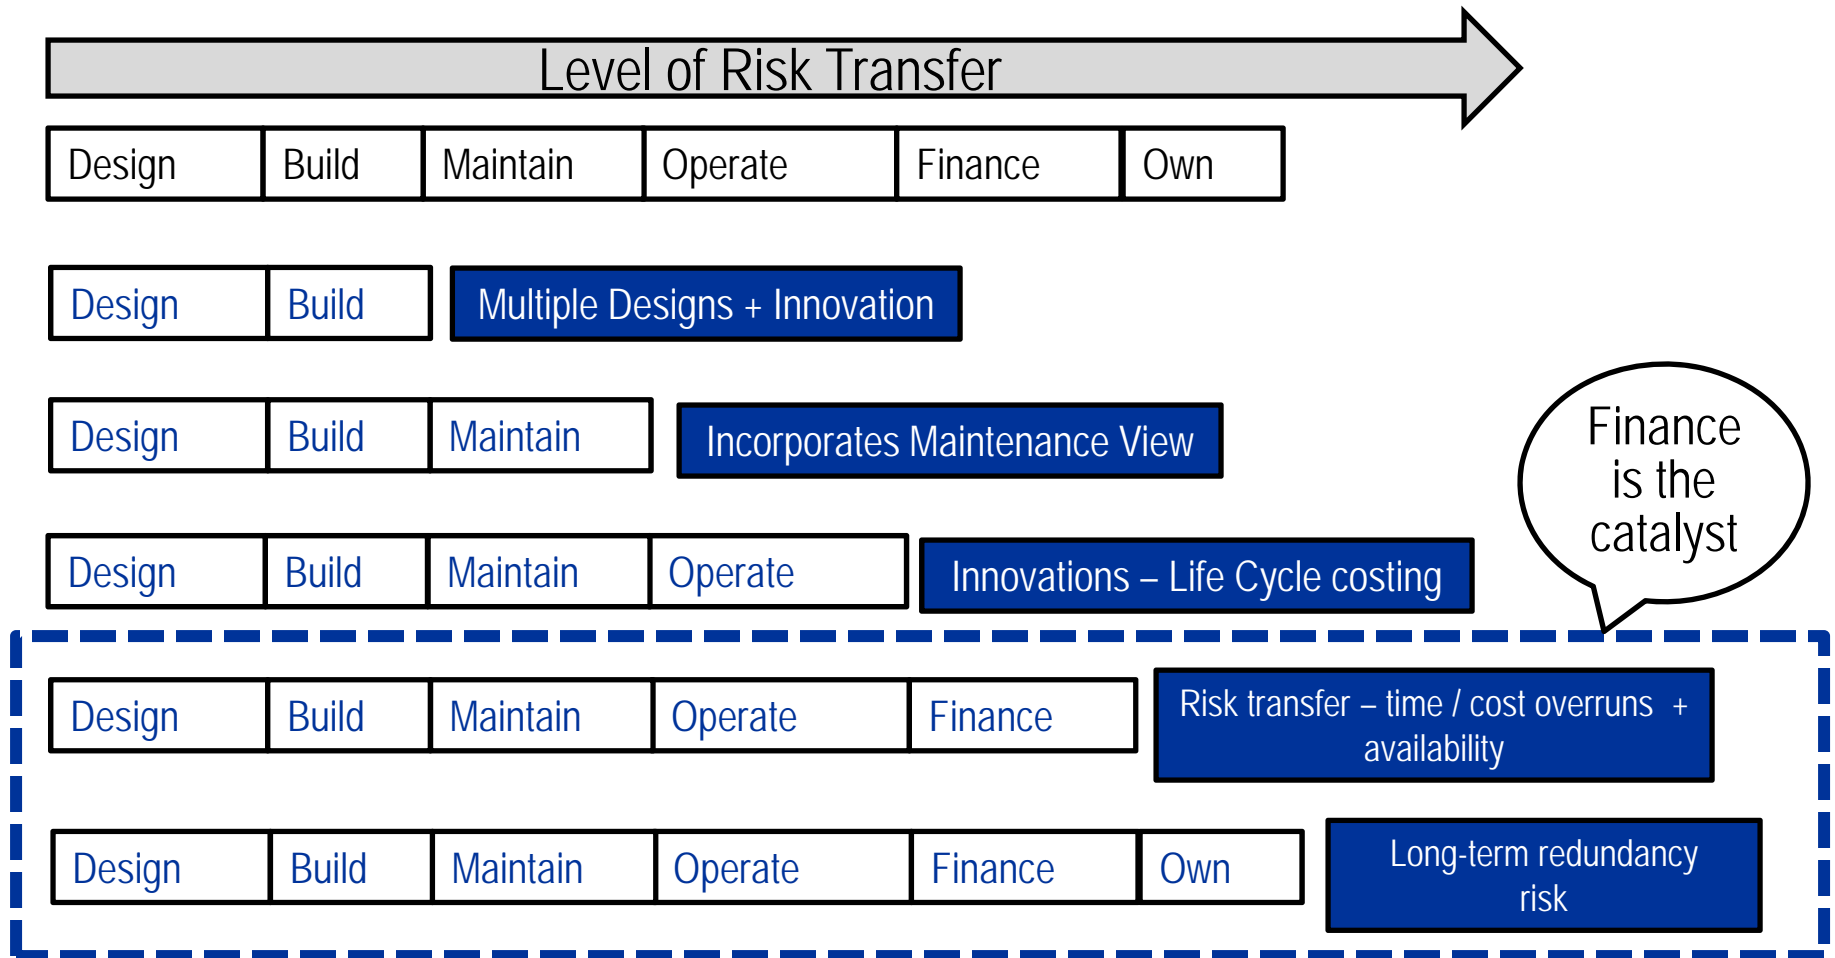 Level of Risk Transfer
Design Build Maintain Operate Finance Own
Design Build Multiple Designs + Innovation
Design Build Maintain Incorporates Maintenance View
Finance
is the
catalyst
Design Build Maintain Operate Innovations – Life Cycle costing
Design Build Maintain Operate Finance Risk transfer – time / cost overruns +
availability
Design Build Maintain Operate Finance Own Long-term redundancy
risk